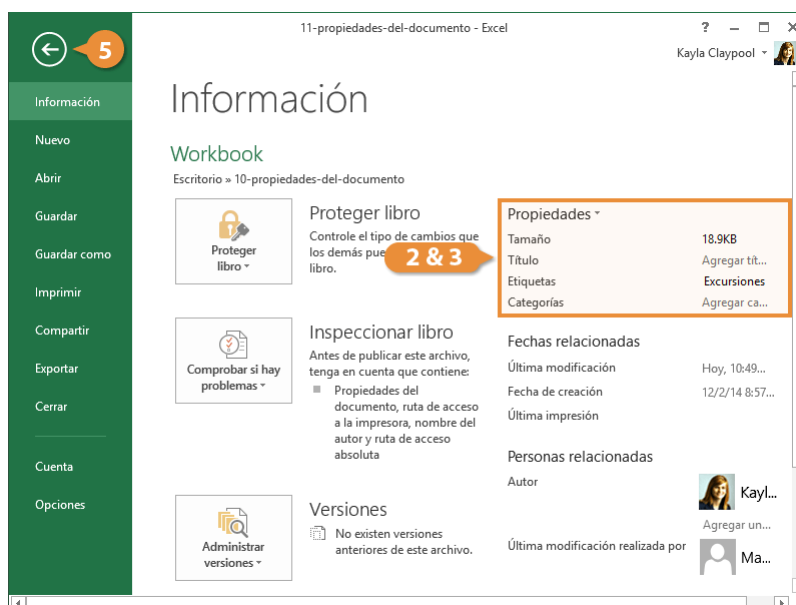 11-propiedades-del-documento - Excel
?
Kayla Claypool
5
Información
Nuevo
Abrir
Guardar
Guardar como
Imprimir
Compartir
Exportar
Cerrar
Cuenta
Opciones
Información
Workbook
Escritorio » 10-propiedades-del-documento
Proteger
libro
Proteger libro
Controle el tipo de cambios que
los demás pue
libro.
2 & 3
Comprobar si hay
problemas
Inspeccionar libro
Antes de publicar este archivo,
tenga en cuenta que contiene:
Propiedades del
documento, ruta de acceso
a la impresora, nombre del
autor y ruta de acceso
absoluta
Administrar
versiones
Versiones
No existen versiones
anteriores de este archivo.
Propiedades
Tamaño 18.9KB
Título Agregar tít...
Etiquetas Excursiones
Categorías Agregar ca...
Fechas relacionadas
Última modificación Hoy, 10:49...
Fecha de creación 12/2/14 8:57...
Última impresión
Personas relacionadas
Autor Kayl...
Agregar un...
Última modificación realizada por Ma...